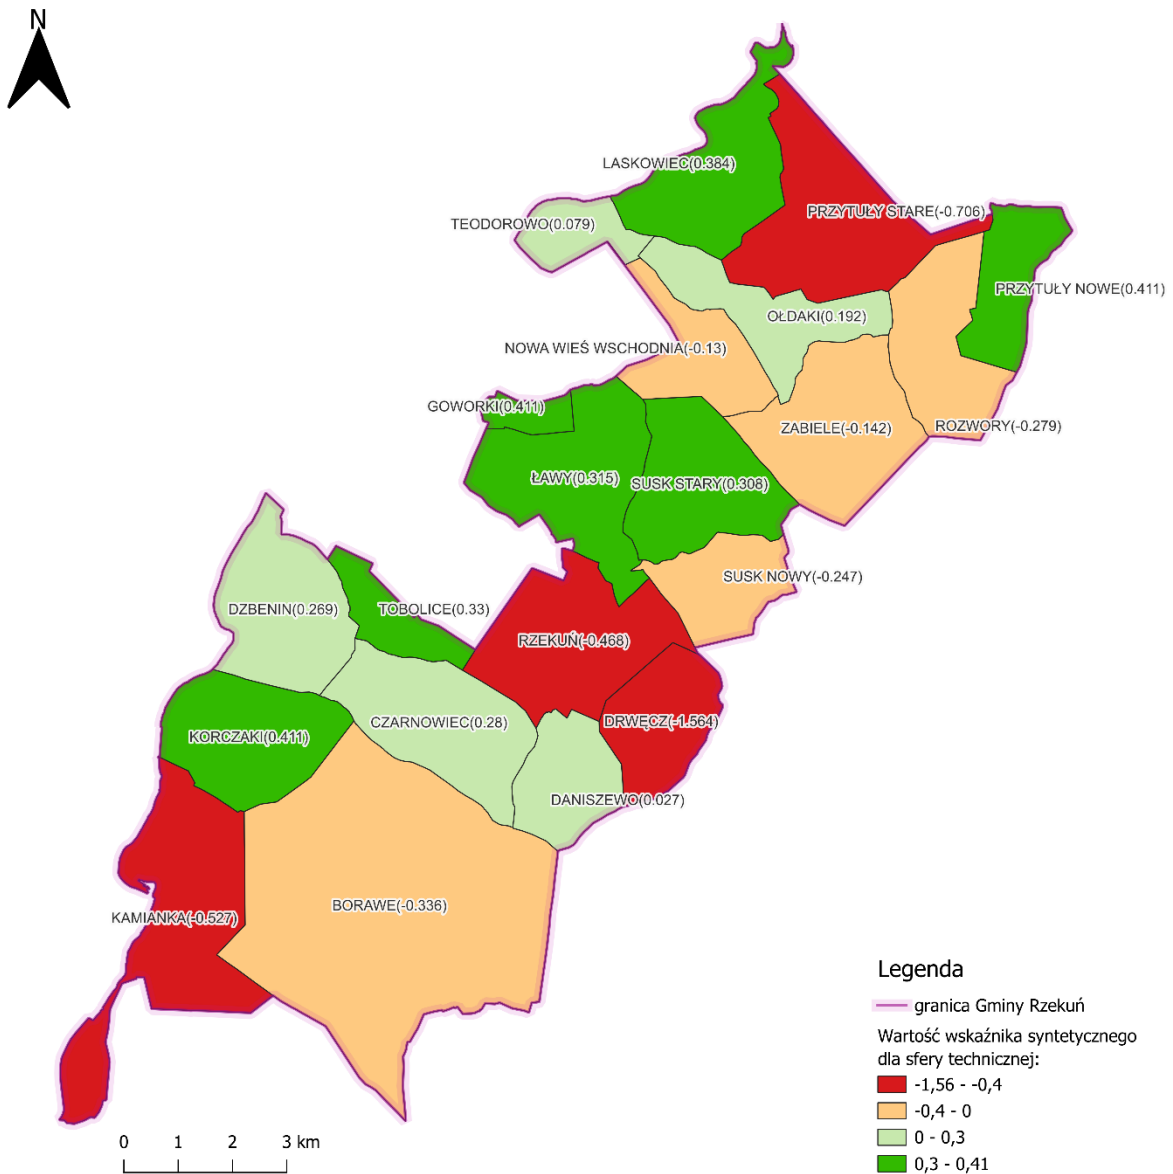 N
LASKOWIEC(0.384)
PRZYTUŁY STARE(-0.706)
TEODOROWO(0.079)
PRZYTUŁY NOWE(0.411)
OŁDAKI(0.192)
NOWA WIEŚ WSCHODNIA(-0.13)
GOWORKI(0.411)
ZABIELE(-0.142)
ROZWORY(-0.279)
ŁAWY(0.315)
SUSK STARY(0.308)
SUSK NOWY(-0.247)
DZBENIN(0.269)
TOBOLICE(0.33)
RZEKUŃ(-0.468)
CZARNOWIEC(0.28)
DRWĘCZ(-1.564)
KORCZAKI(0.411)
DANISZEWO(0.027)
BORAWE(-0.336)
KAMIANKA(-0.527)
Legenda
granica Gminy Rzekuń
Wartość wskaźnika syntetycznego
dla sfery technicznej:
-1,56 - -0,4
-0,4 - 0
0 - 0,3
0,3 - 0,41
0 1 2 3 km